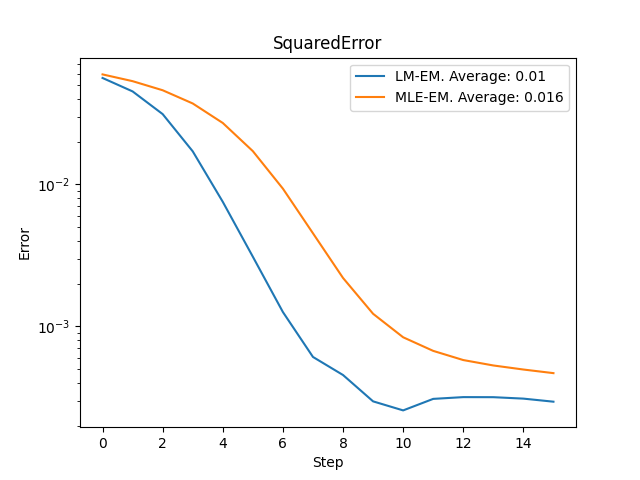 SquaredError
LM-EM. Average: 0.01
MLE-EM. Average: 0.016
Error
10⁻²
10⁻³
0 2 4 6 8 10 12 14
Step